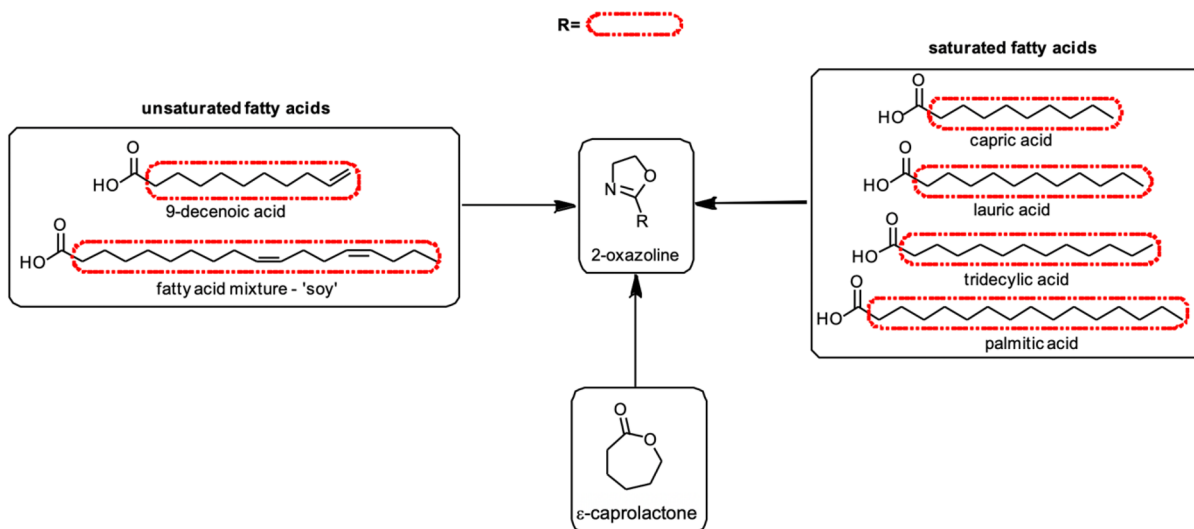 R=
saturated fatty acids
unsaturated fatty acids
O
HO
capric acid
O
HO
9-decenoic acid
O
HO
fatty acid mixture - 'soy'
O
N
R
2-oxazoline
O
HO
lauric acid
O
HO
tridecylic acid
O
HO
palmitic acid
O
O
ε-caprolactone